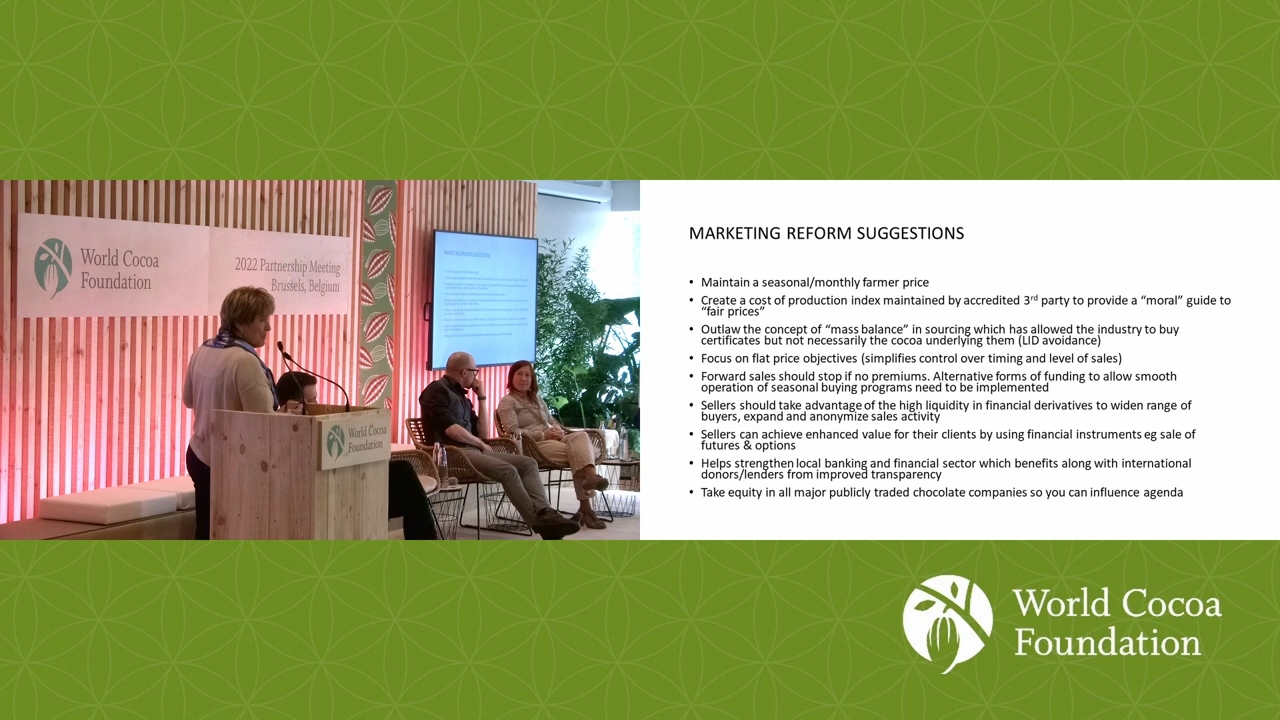 World Cocoa
Foundation
2022 Partnership Meeting
Brussels, Belgium
MARKETING REFORM SUGGESTIONS
World Cocoa
Foundation
MARKETING REFORM SUGGESTIONS
• Maintain a seasonal/monthly farmer price
• Create a cost of production index maintained by accredited 3rd party to provide a “moral” guide to
“fair prices”
• Outlaw the concept of “mass balance” in sourcing which has allowed the industry to buy
certificates but not necessarily the cocoa underlying them (LID avoidance)
• Focus on flat price objectives (simplifies control over timing and level of sales)
• Forward sales should stop if no premiums. Alternative forms of funding to allow smooth
operation of seasonal buying programs need to be implemented
• Sellers should take advantage of the high liquidity in financial derivatives to widen range of
buyers, expand and anonymize sales activity
• Sellers can achieve enhanced value for their clients by using financial instruments eg sale of
futures & options
• Helps strengthen local banking and financial sector which benefits along with international
donors/lenders from improved transparency
• Take equity in all major publicly traded chocolate companies so you can influence agenda
World Cocoa
Foundation